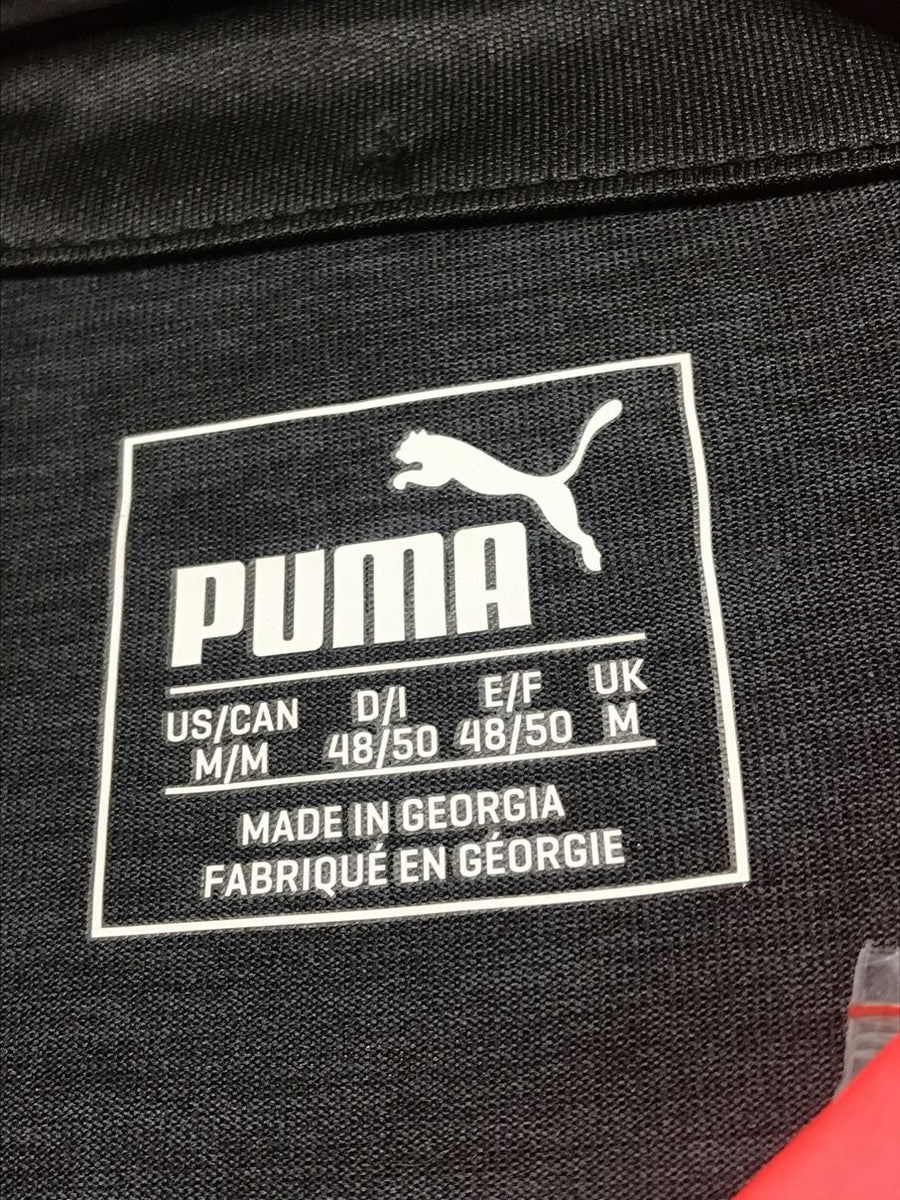 PUMA
US/CAN D/I E/F UK
M/M 48/50 48/50 M
MADE IN GEORGIA
FABRIQUÉ EN GÉORGIE